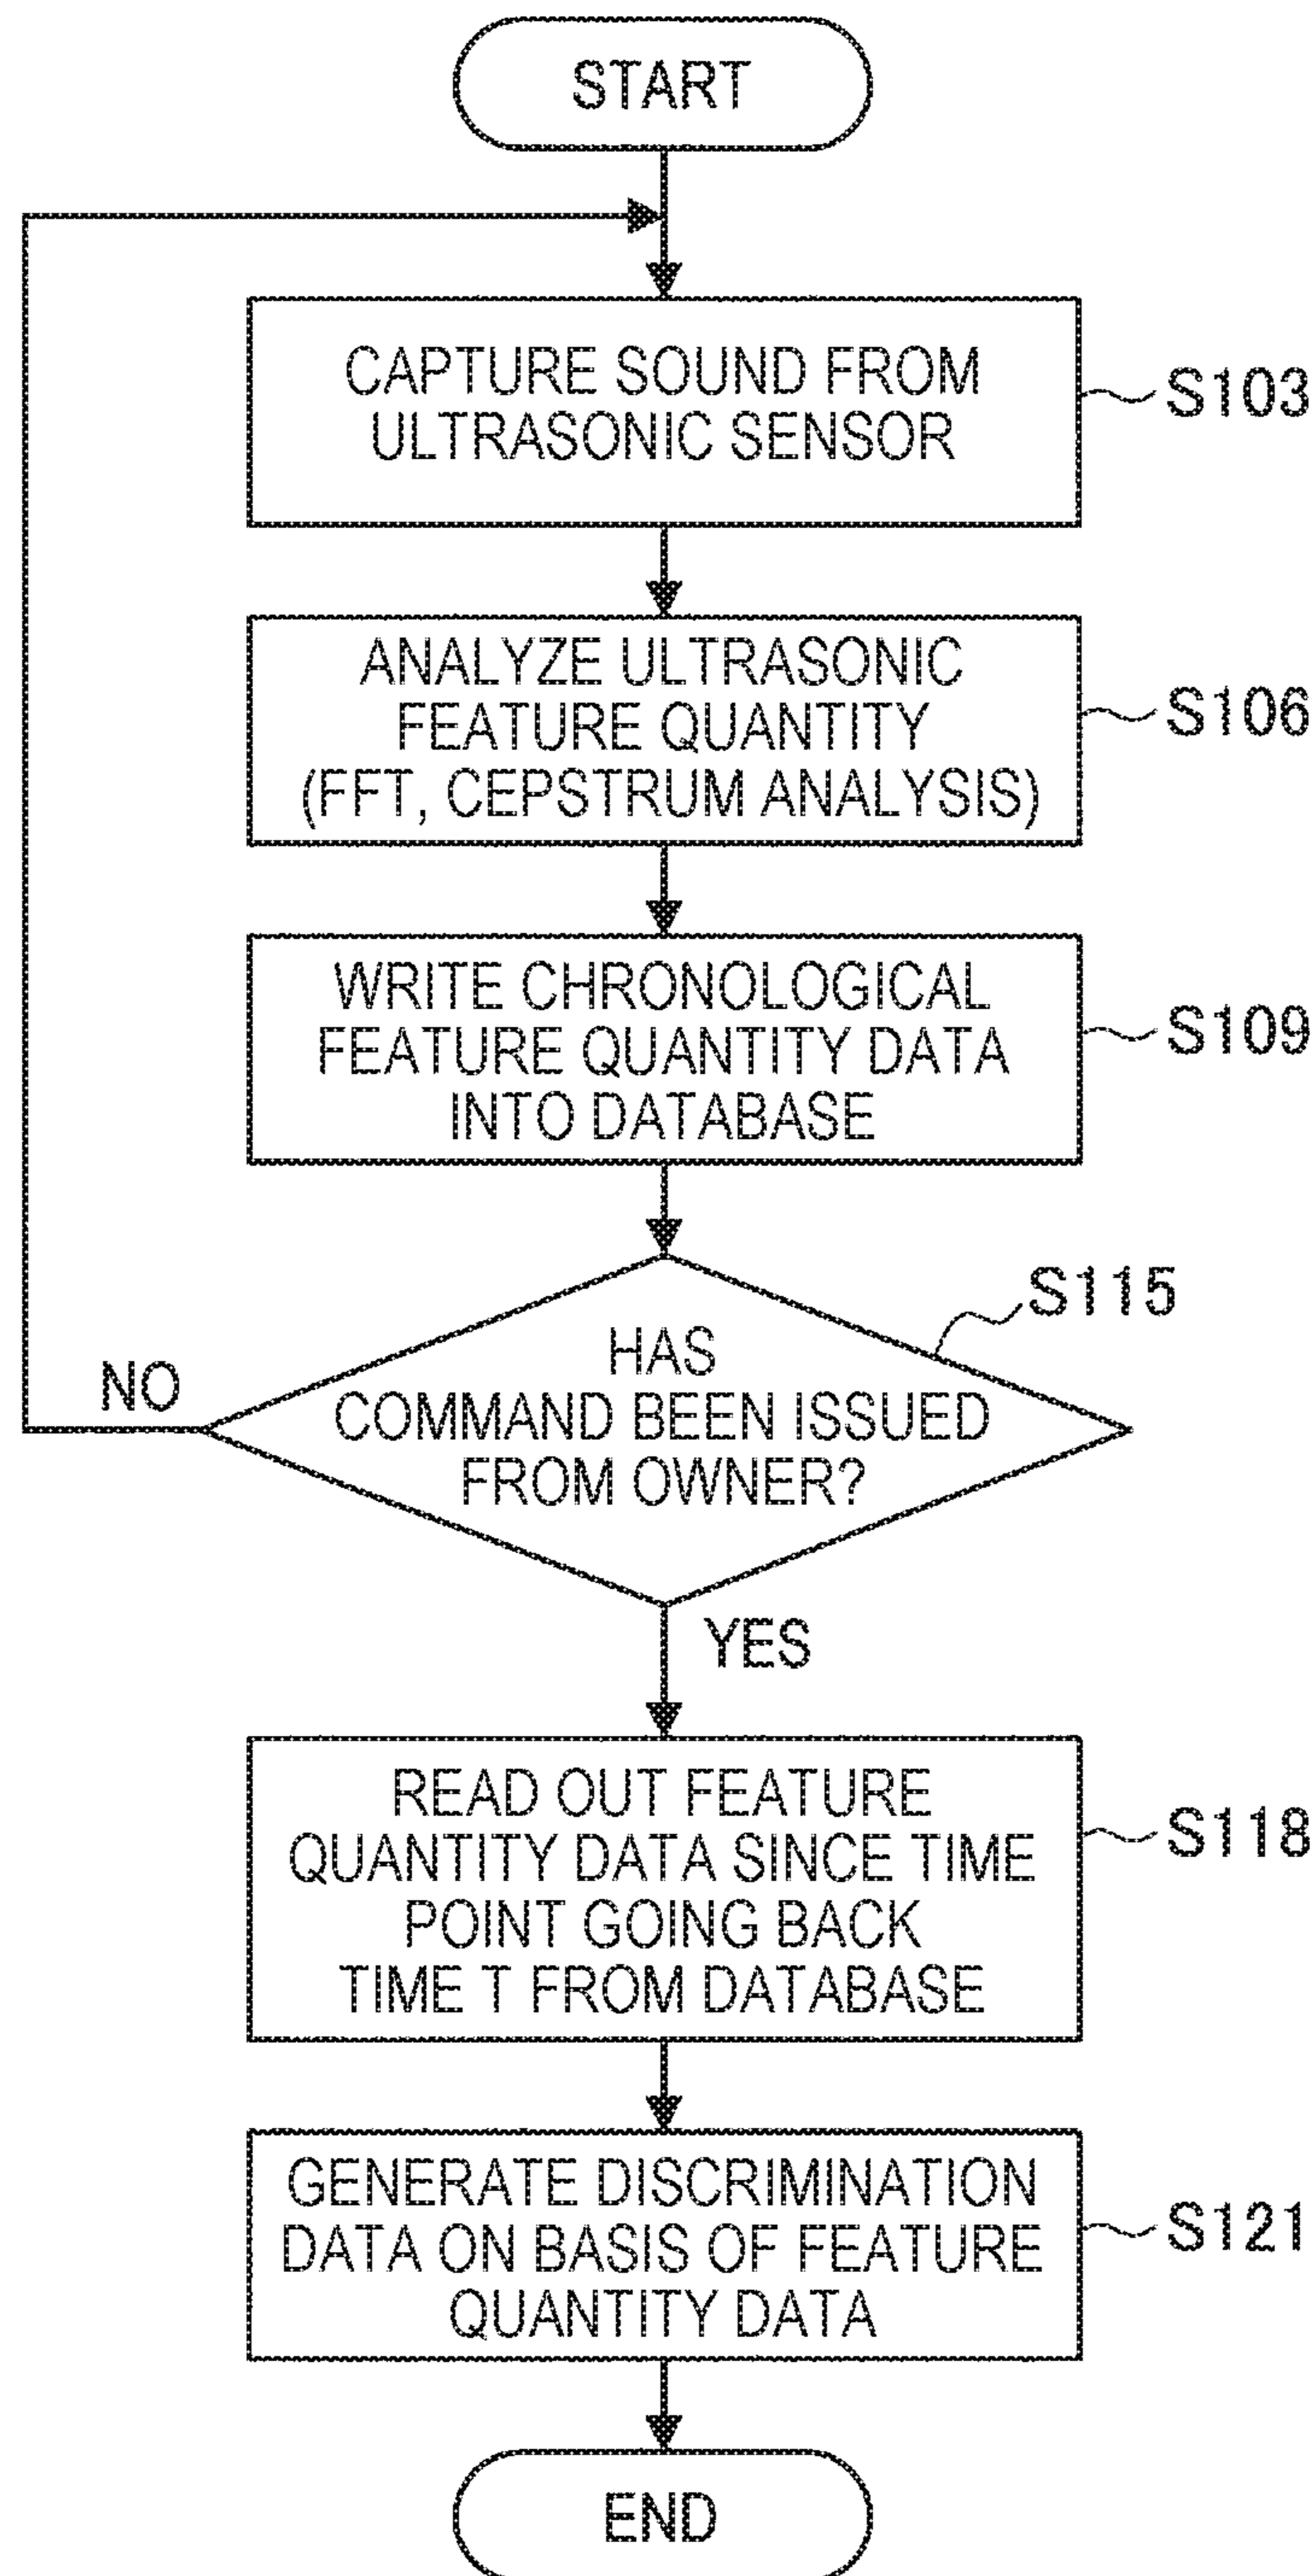 START
CAPTURE SOUND FROM
ULTRASONIC SENSOR
S103
ANALYZE ULTRASONIC
FEATURE QUANTITY
(FFT, CEPSTRUM ANALYSIS)
S106
WRITE CHRONOLOGICAL
FEATURE QUANTITY DATA
INTO DATABASE
S109
S115
HAS
COMMAND BEEN ISSUED
FROM OWNER?
NO
YES
READ OUT FEATURE
QUANTITY DATA SINCE TIME
POINT GOING BACK
TIME T FROM DATABASE
S118
GENERATE DISCRIMINATION
DATA ON BASIS OF FEATURE
QUANTITY DATA
S121
END